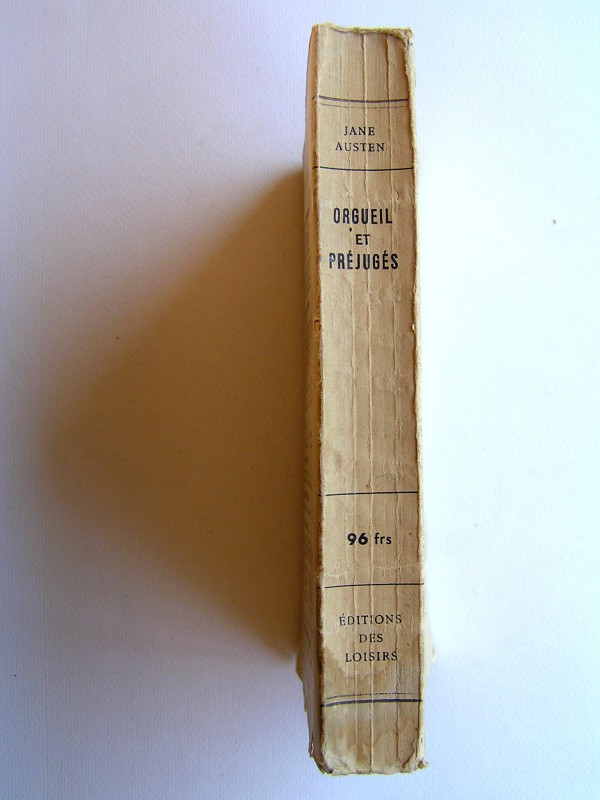 JANE
AUSTEN
ORGUEIL
ET
PRÉJUGÉS
96 frs
ÉDITIONS
DES
LOISIRS